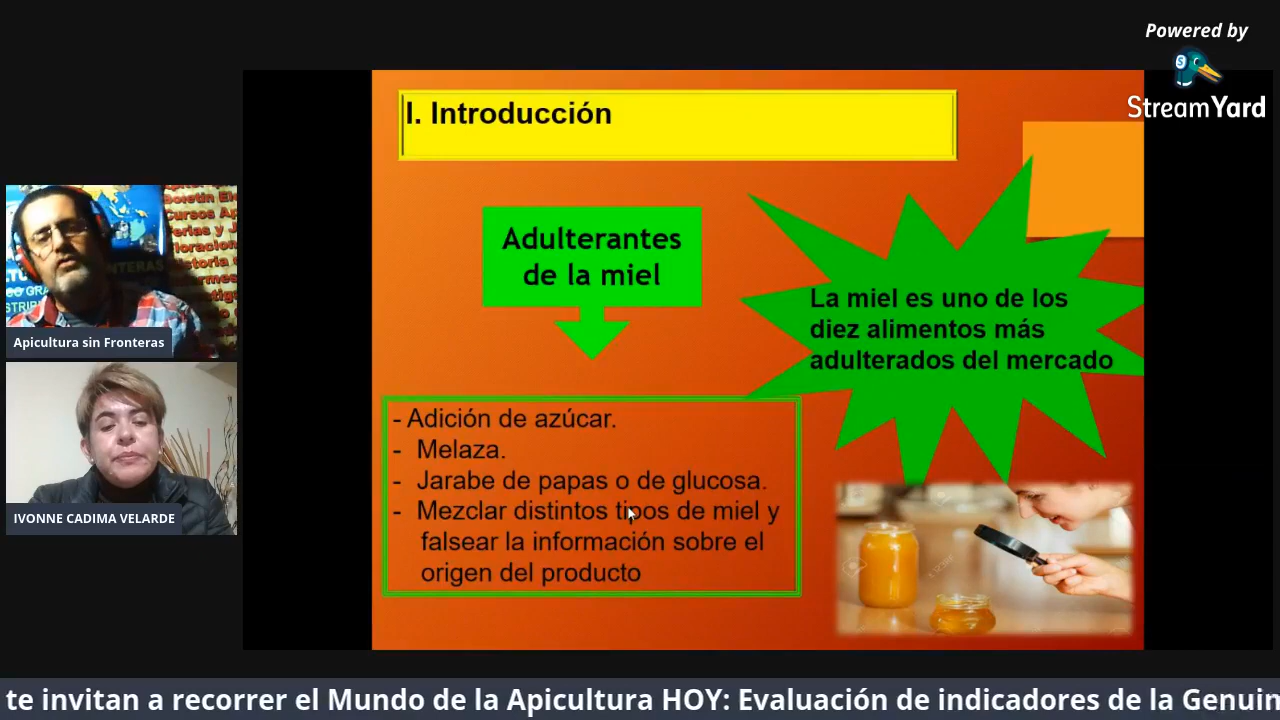 Powered by
StreamYard
I. Introducción
Adulterantes
de la miel
La miel es uno de los
diez alimentos más
adulterados del mercado
- Adición de azúcar.
- Melaza.
- Jarabe de papas o de glucosa.
- Mezclar distintos tipos de miel y
falsear la información sobre el
origen del producto
Boletin
Cursos
Apicultura sin Fronteras
IVONNE CADIMA VELARDE
te invitan a recorrer el Mundo de la Apicultura HOY: Evaluación de indicadores de la Genuin